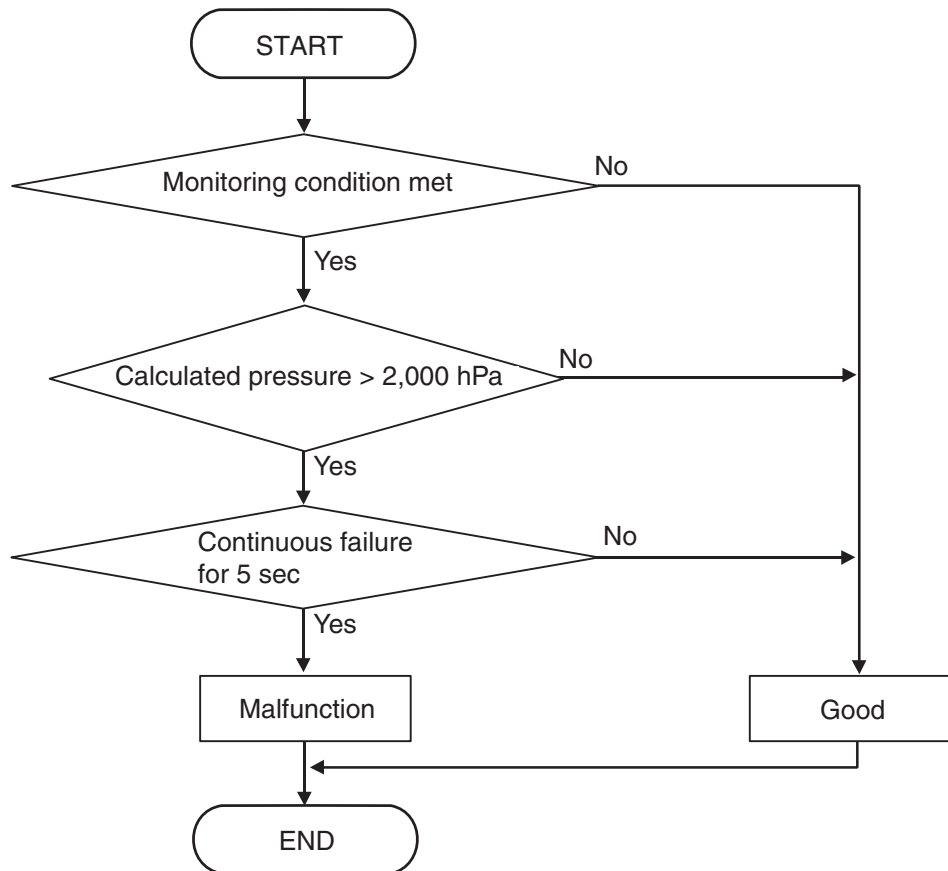 START
Monitoring condition met
No
Yes
Calculated pressure > 2,000 hPa
No
Yes
Continuous failure
for 5 sec
No
Yes
Malfunction
Good
END